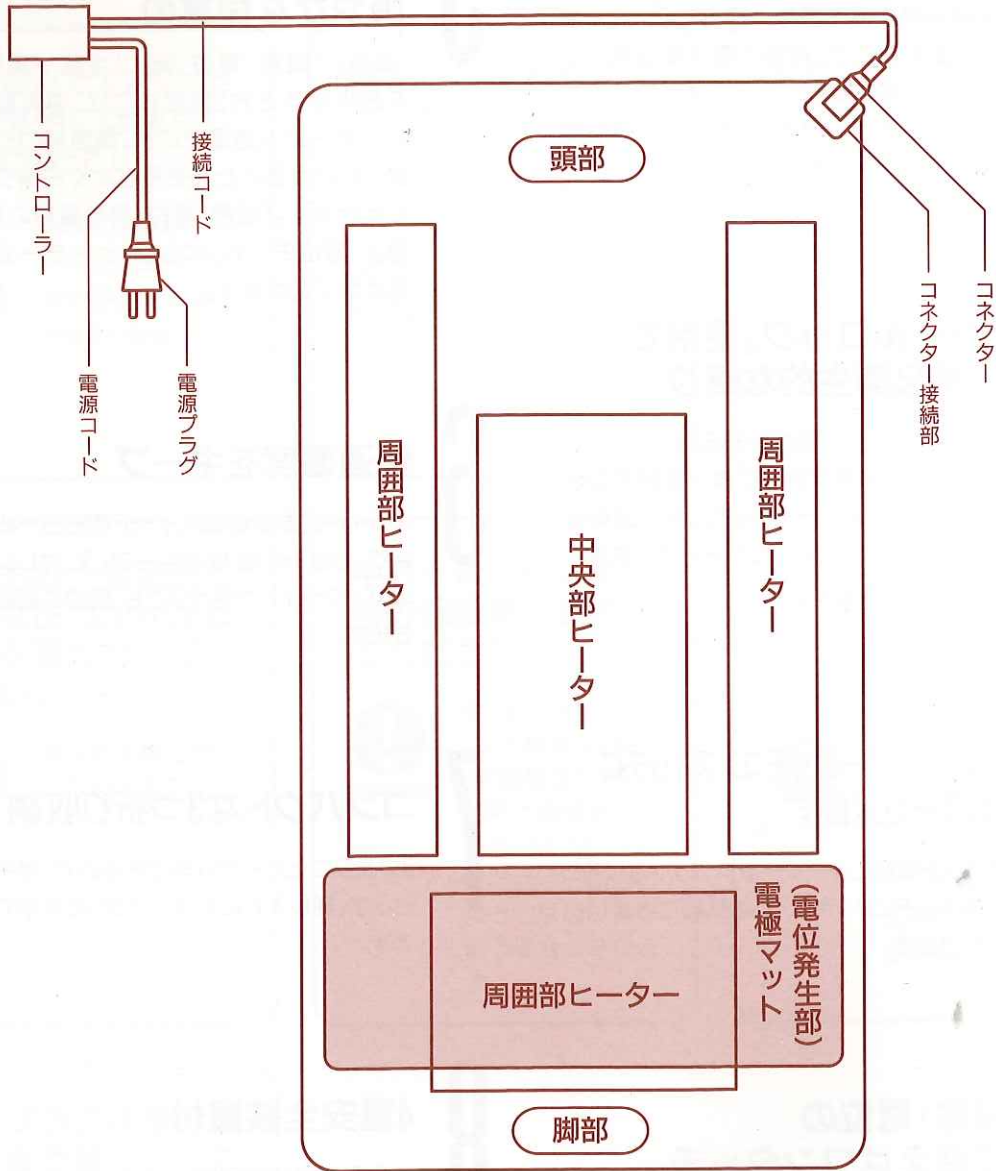 頭部
接続コード
コントローラー
コネクター
コネクター接続部
電源プラグ
電源コード
周囲部ヒーター
中央部ヒーター
周囲部ヒーター
(電位発生部)
電極マット
周囲部ヒーター
脚部